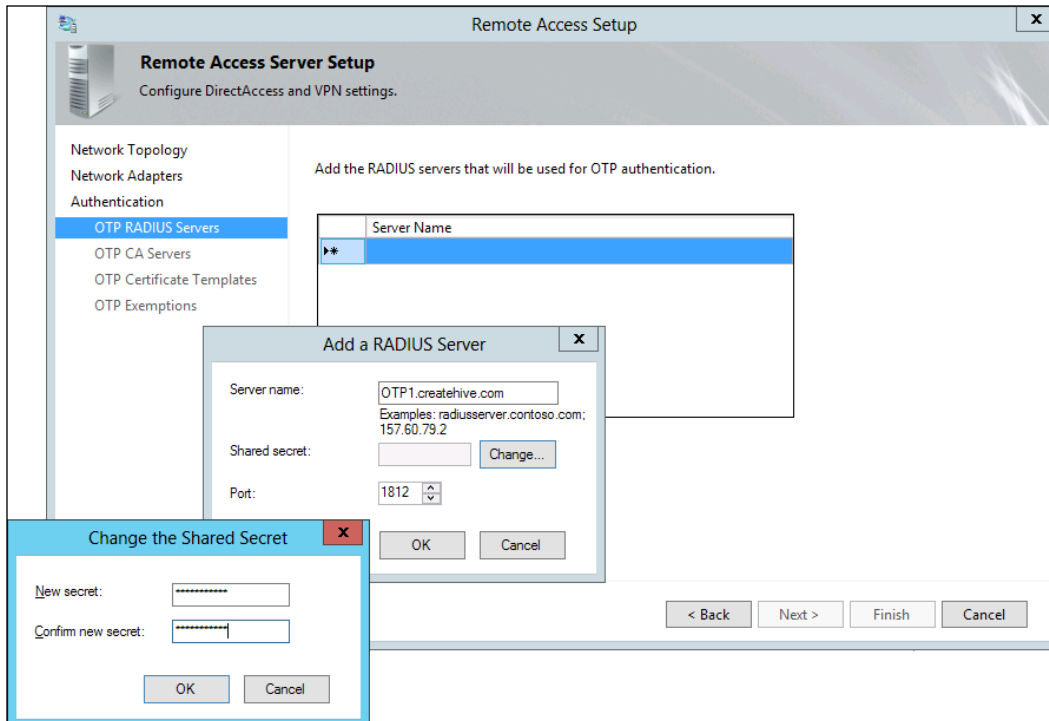 Remote Access Setup
x
Remote Access Server Setup
Configure DirectAccess and VPN settings.
Network Topology
Network Adapters
Authentication
OTP RADIUS Servers
OTP CA Servers
OTP Certificate Templates
OTP Exemptions
Add the RADIUS servers that will be used for OTP authentication.
Server Name
Add a RADIUS Server
x
Server name:
OTP1.createhive.com
Examples: radiusserver.contoso.com;
157.60.79.2
Shared secret:
Change...
Port:
1812
OK
Cancel
Change the Shared Secret
x
New secret:
***********
Confirm new secret:
***********
OK
Cancel
< Back
Next >
Finish
Cancel